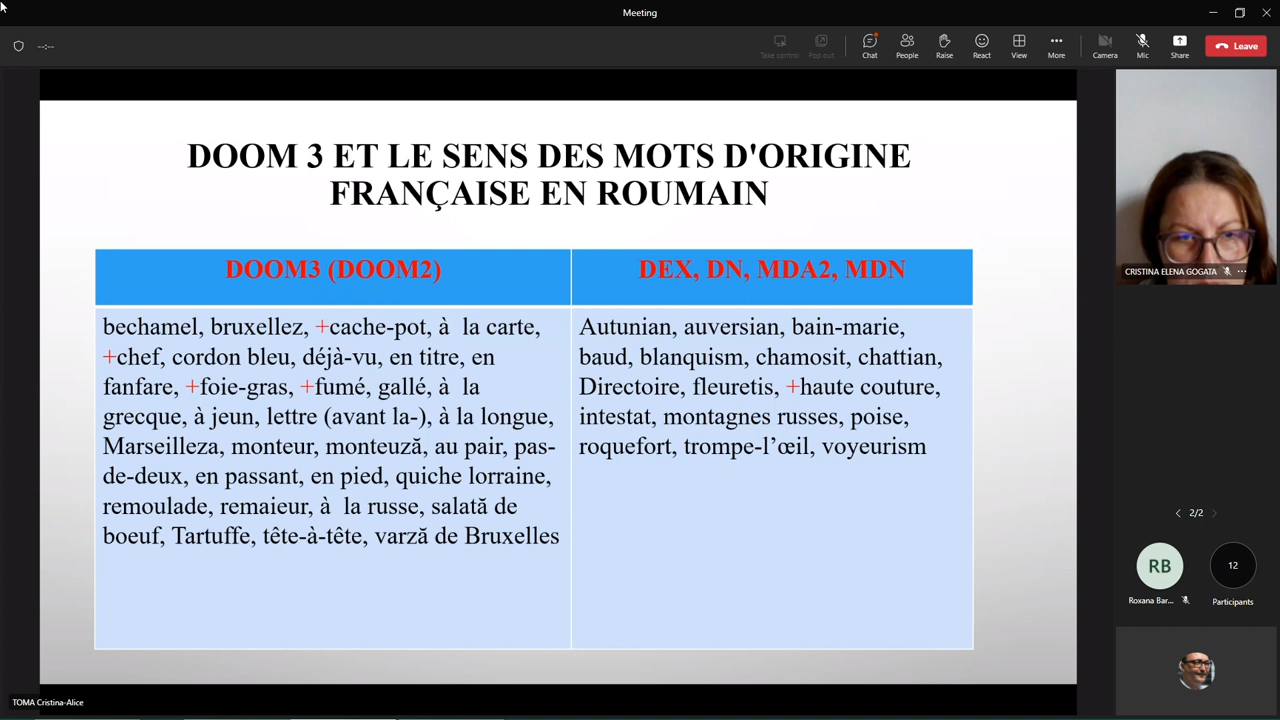 Meeting
--:--
Take control
Pop out
Chat
People
Raise
React
View
More
Camera
Mic
Share
Leave
DOOM 3 ET LE SENS DES MOTS D'ORIGINE
FRANÇAISE EN ROUMAIN
DOOM3 (DOOM2)
bechamel, bruxellez, +cache-pot, à la carte,
+chef, cordon bleu, déjà-vu, en titre, en
fanfare, +foie-gras, +fumé, gallé, à la
grecque, à jeun, lettre (avant la-), à la longue,
Marseilleza, monteur, monteuză, au pair, pas-
de-deux, en passant, en pied, quiche lorraine,
remoulade, remaieur, à la russe, salată de
boeuf, Tartuffe, tête-à-tête, varză de Bruxelles
DEX, DN, MDA2, MDN
Autunian, auversian, bain-marie,
baud, blanquism, chamosit, chattian,
Directoire, fleuretis, +haute couture,
intestat, montagnes russes, poise,
roquefort, trompe-l’œil, voyeurism
CRISTINA ELENA GOGATA
2/2
RB
12
Roxana Bar...
Participants
TOMA Cristina-Alice